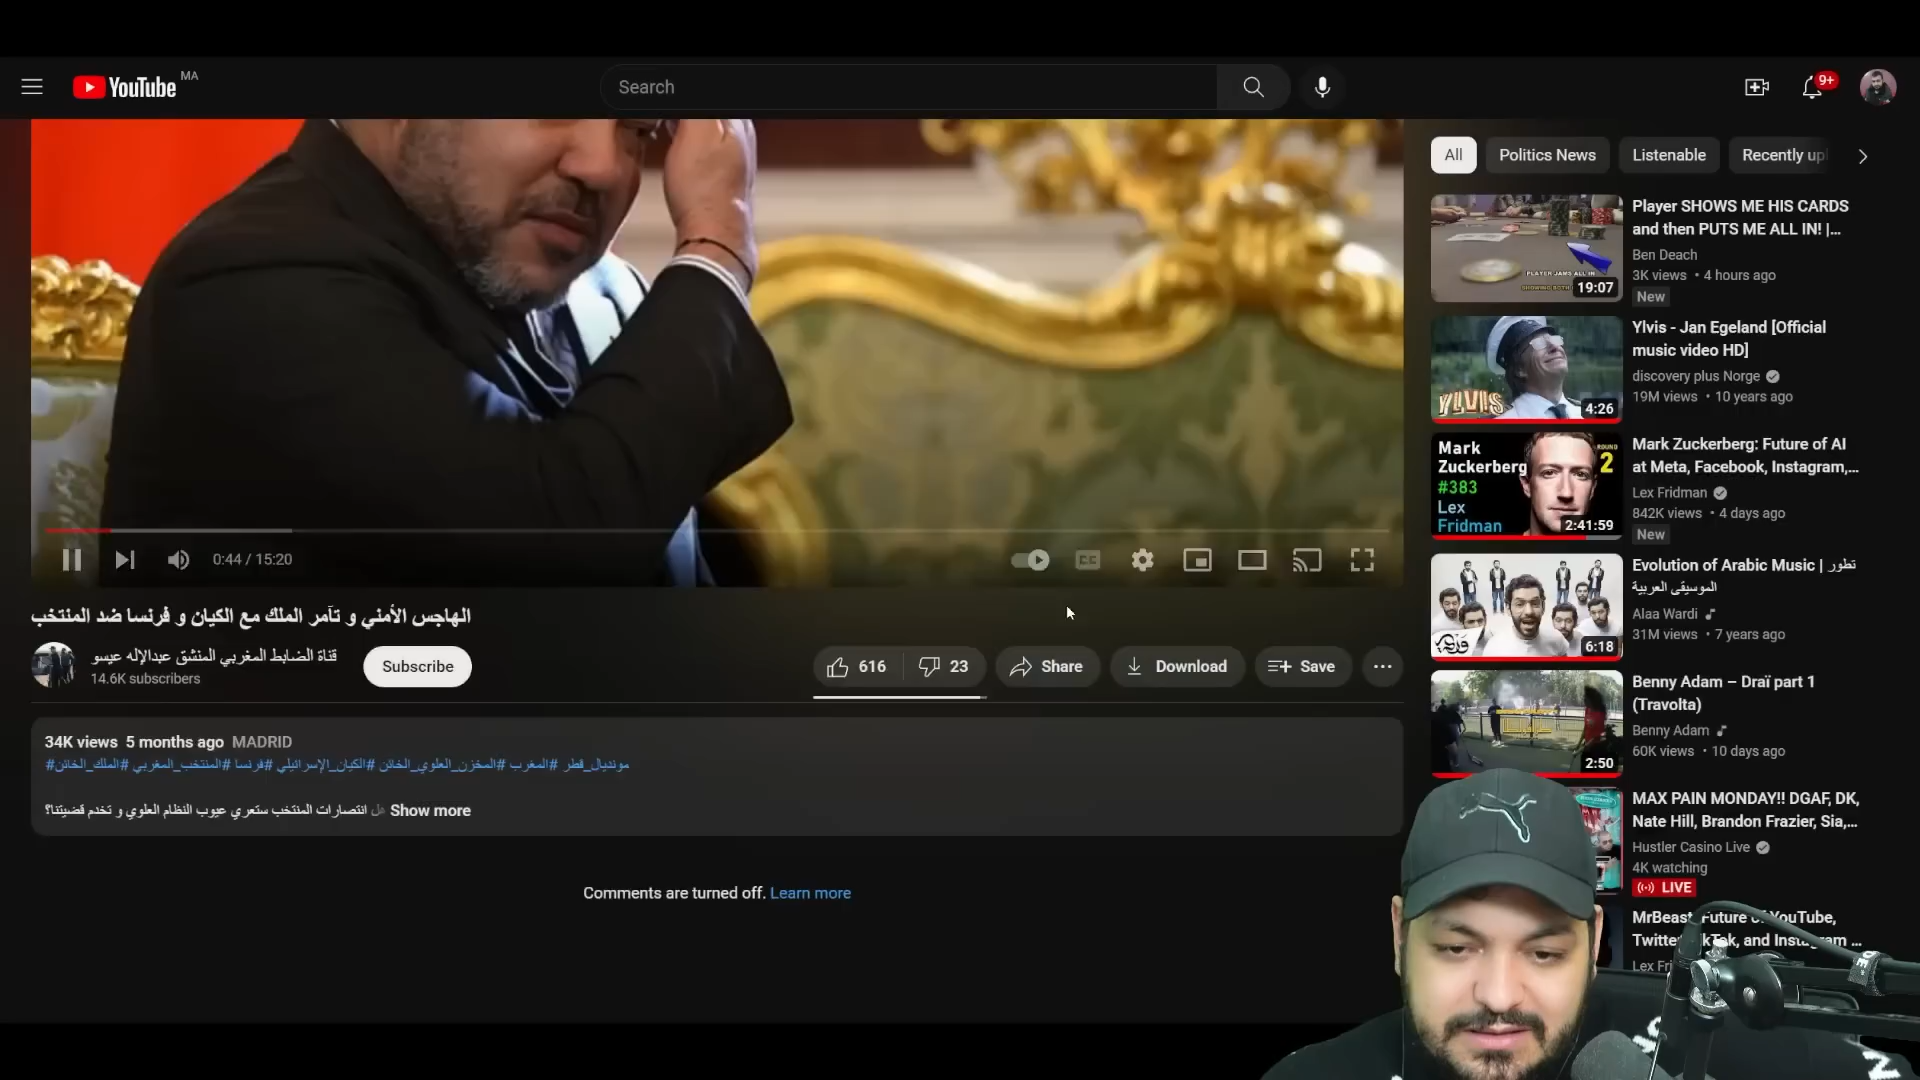 YouTube MA
Search
9+
All
Politics News
Listenable
Recently upl
0:44 / 15:20
الهاجس الأمني و تآمر الملك مع الكيان و فرنسا ضد المنتخب
قناة الضابط المغربي المنشق عبدالإله عيسو
14.6K subscribers
Subscribe
616
23
Share
Download
Save
34K views 5 months ago MADRID
#مونديال_قطر #المغرب #المخزن_العلوي_الخائن #الكيان_الإسرائيلي #فرنسا #المنتخب_المغربي #الملك_الخائن
هل انتصارات المنتخب ستعري عيوب النظام العلوي و تخدم قضيتنا؟ Show more
Comments are turned off. Learn more
PLAYER JAMS ALL IN
19:07
Player SHOWS ME HIS CARDS
and then PUTS ME ALL IN! |...
Ben Deach
3K views • 4 hours ago
New
YLVIS
4:26
Ylvis - Jan Egeland [Official
music video HD]
discovery plus Norge
19M views • 10 years ago
Mark
Zuckerberg
#383
Lex
Fridman
ROUND
2
2:41:59
Mark Zuckerberg: Future of AI
at Meta, Facebook, Instagram,...
Lex Fridman
842K views • 4 days ago
New
6:18
Evolution of Arabic Music | تطور
الموسيقى العربية
Alaa Wardi
31M views • 7 years ago
2:50
Benny Adam – Draï part 1
(Travolta)
Benny Adam
60K views • 10 days ago
MAX PAIN MONDAY!! DGAF, DK,
Nate Hill, Brandon Frazier, Sia,...
Hustler Casino Live
4K watching
LIVE
MrBeast: Future of YouTube,
Twitter, TikTok, and Instagram ...
Lex Fri